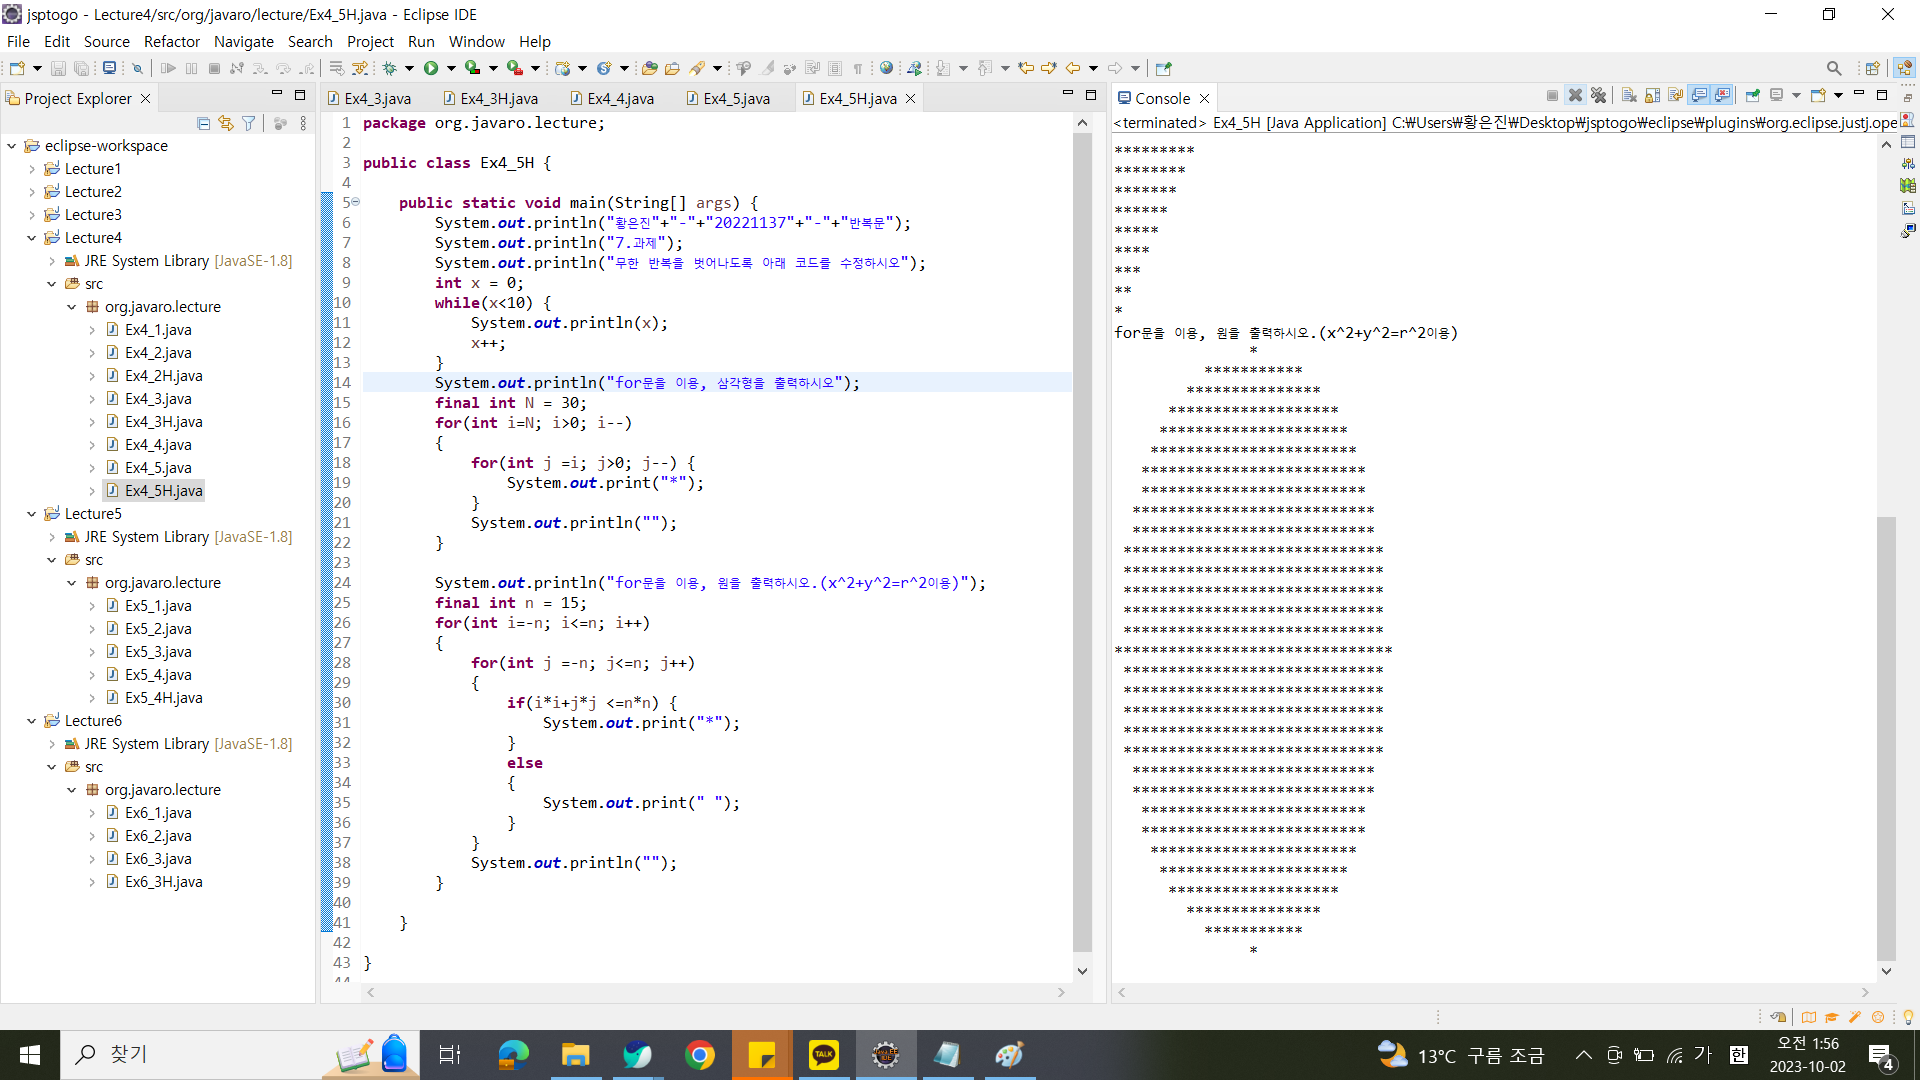 jsptogo - Lecture4/src/org/javaro/lecture/Ex4_5H.java - Eclipse IDE
File Edit Source Refactor Navigate Search Project Run Window Help
Project Explorer
eclipse-workspace
Lecture1
Lecture2
Lecture3
Lecture4
JRE System Library [JavaSE-1.8]
src
org.javaro.lecture
Ex4_1.java
Ex4_2.java
Ex4_2H.java
Ex4_3.java
Ex4_3H.java
Ex4_4.java
Ex4_5.java
Ex4_5H.java
Lecture5
JRE System Library [JavaSE-1.8]
src
org.javaro.lecture
Ex5_1.java
Ex5_2.java
Ex5_3.java
Ex5_4.java
Ex5_4H.java
Lecture6
JRE System Library [JavaSE-1.8]
src
org.javaro.lecture
Ex6_1.java
Ex6_2.java
Ex6_3.java
Ex6_3H.java
Ex4_3.java Ex4_3H.java Ex4_4.java Ex4_5.java Ex4_5H.java
1 package org.javaro.lecture;
2
3 public class Ex4_5H {
4
5     public static void main(String[] args) {
6         System.out.println("황은진"+"-"+"20221137"+"-"+"반복문");
7         System.out.println("7.과제");
8         System.out.println("무한 반복을 벗어나도록 아래 코드를 수정하시오");
9         int x = 0;
10         while(x<10) {
11             System.out.println(x);
12             x++;
13         }
14         System.out.println("for문을 이용, 삼각형을 출력하시오");
15         final int N = 30;
16         for(int i=N; i>0; i--)
17         {
18             for(int j =i; j>0; j--) {
19                 System.out.print("*");
20             }
21             System.out.println("");
22         }
23
24         System.out.println("for문을 이용, 원을 출력하시오.(x^2+y^2=r^2이용)");
25         final int n = 15;
26         for(int i=-n; i<=n; i++)
27         {
28             for(int j =-n; j<=n; j++)
29             {
30                 if(i*i+j*j <=n*n) {
31                     System.out.print("*");
32                 }
33                 else
34                 {
35                     System.out.print(" ");
36                 }
37             }
38             System.out.println("");
39         }
40
41     }
42
43 }
44
Console
<terminated> Ex4_5H [Java Application] C:₩Users₩황은진₩Desktop₩jsptogo₩eclipse₩plugins₩org.eclipse.justj.ope
*********
********
*******
******
*****
****
***
**
*
for문을 이용, 원을 출력하시오.(x^2+y^2=r^2이용)
               *
          ***********
        ***************
      *******************
     *********************
    ***********************
   *************************
   *************************
  ***************************
  ***************************
 *****************************
 *****************************
 *****************************
 *****************************
 *****************************
*******************************
 *****************************
 *****************************
 *****************************
 *****************************
 *****************************
  ***************************
  ***************************
   *************************
   *************************
    ***********************
     *********************
      *******************
        ***************
          ***********
               *
찾기
TALK
13°C 구름 조금
가
한
오전 1:56
2023-10-02
4